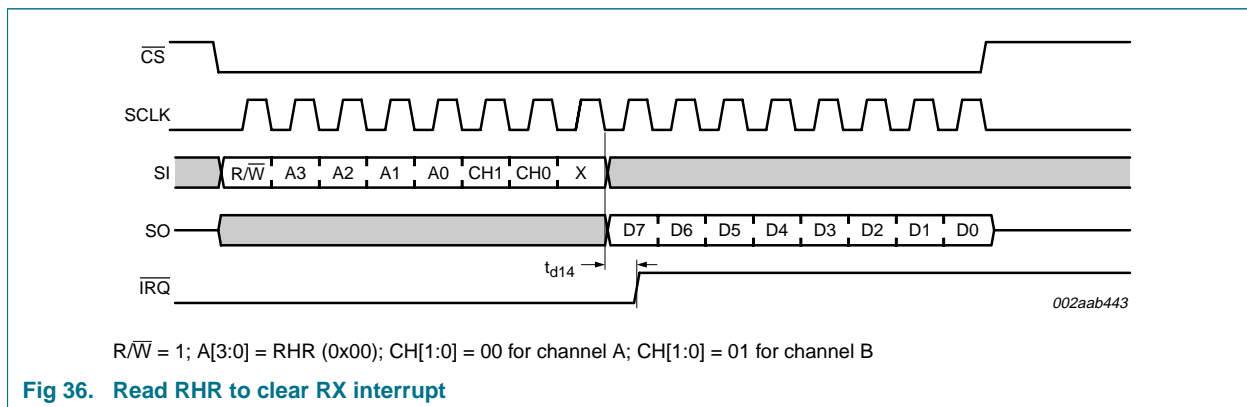 C̅S̅
SCLK
SI R/W̅ A3 A2 A1 A0 CH1 CH0 X
SO D7 D6 D5 D4 D3 D2 D1 D0
td14
I̅R̅Q̅
002aab443
R/W̅ = 1; A[3:0] = RHR (0x00); CH[1:0] = 00 for channel A; CH[1:0] = 01 for channel B
Fig 36. Read RHR to clear RX interrupt